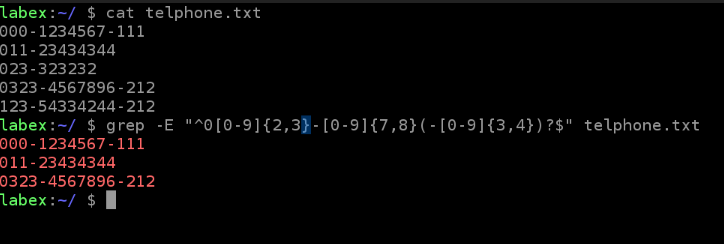 labex:~/ $ cat telphone.txt
000-1234567-111
011-23434344
023-323232
0323-4567896-212
123-54334244-212
labex:~/ $ grep -E "^0[0-9]{2,3}-[0-9]{7,8}(-[0-9]{3,4})?$" telphone.txt
000-1234567-111
011-23434344
0323-4567896-212
labex:~/ $